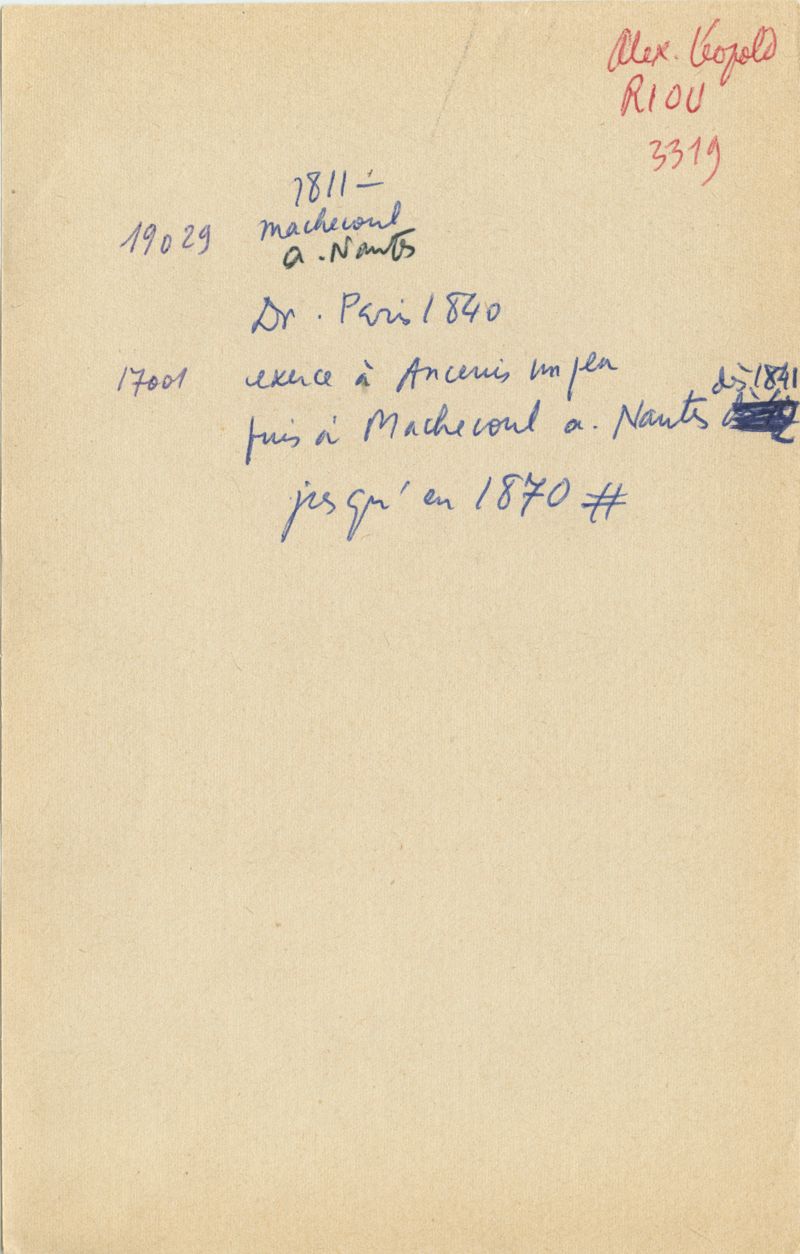 Alex. Léopold
RIOU
3319
1811 -
19029 machecoul
a. Nantes
Dr. Paris 1840
17001 exerce à Ancenis un peu
dès 1841
puis à Machecoul a. Nantes
jusqu'en 1870 #